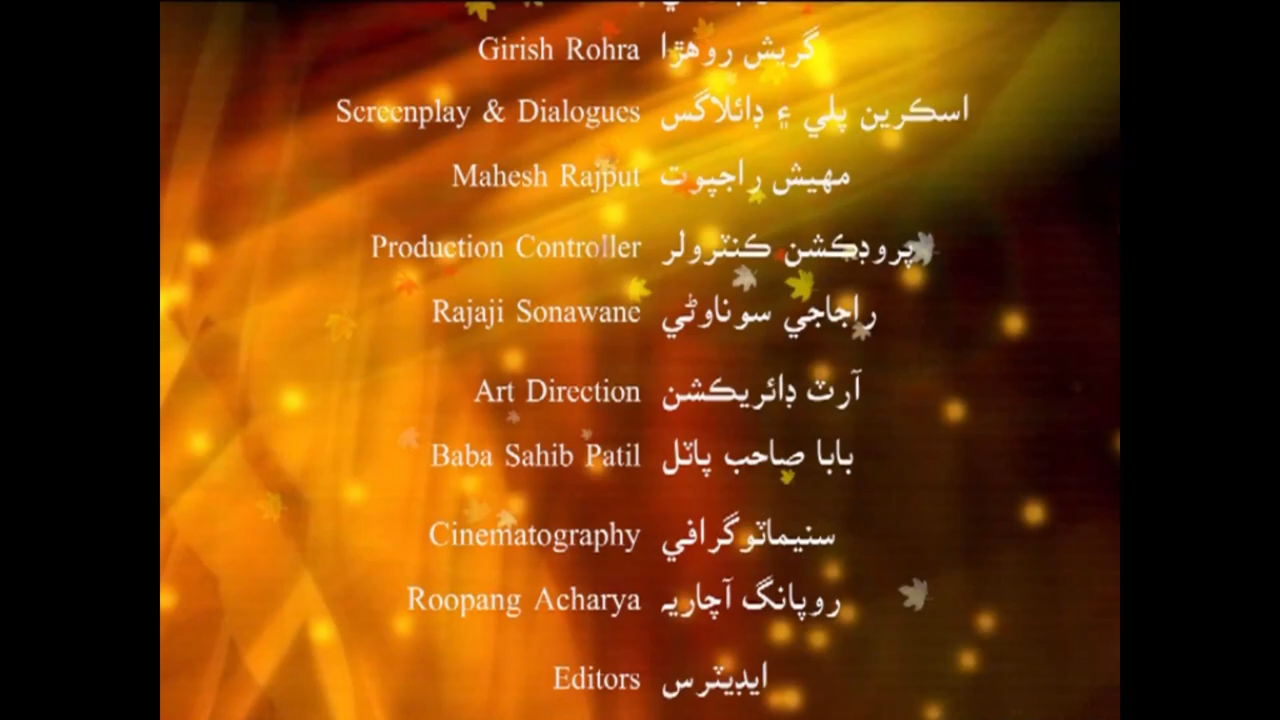 Girish Rohra گريش روهڙا
Screenplay & Dialogues اسڪرين پلي ۽ ڊائلاگس
Mahesh Rajput مهيش راجپوت
Production Controller پروڊڪشن ڪنٽرولر
Rajaji Sonawane راجاجي سوناوڻي
Art Direction آرٽ ڊائريڪشن
Baba Sahib Patil بابا صاحب پاٽل
Cinematography سنيماٽوگرافي
Roopang Acharya روپانگ آچاريہ
Editors ايڊيٽرس